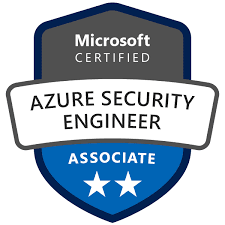 Microsoft
CERTIFIED
AZURE SECURITY
ENGINEER
ASSOCIATE